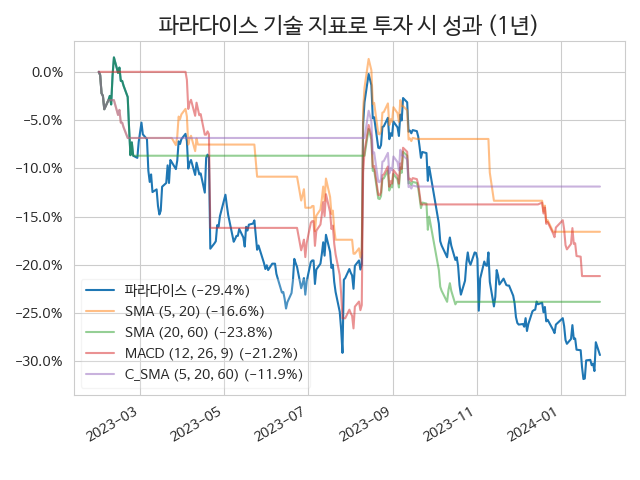 파라다이스 기술 지표로 투자 시 성과 (1년)
0.0%
−5.0%
−10.0%
−15.0%
−20.0%
−25.0%
−30.0%
파라다이스 (−29.4%)
SMA (5, 20) (−16.6%)
SMA (20, 60) (−23.8%)
MACD (12, 26, 9) (−21.2%)
C_SMA (5, 20, 60) (−11.9%)
2023−03
2023−05
2023−07
2023−09
2023−11
2024−01